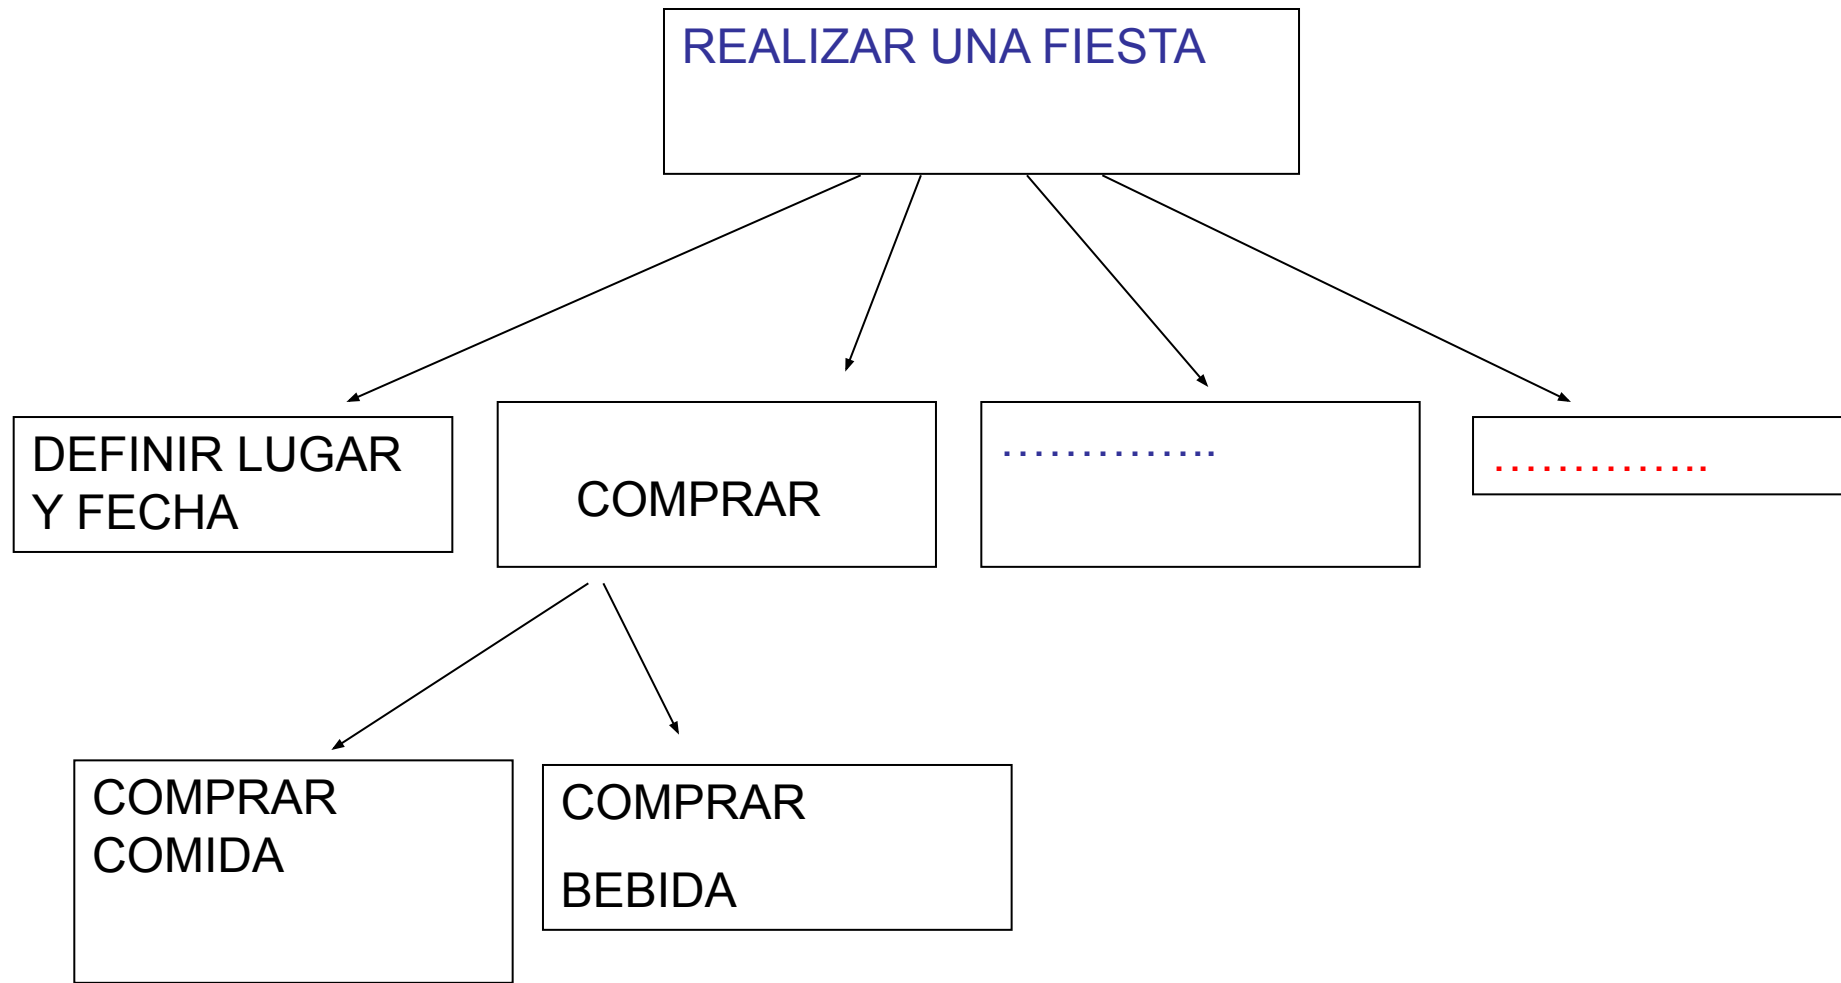 REALIZAR UNA FIESTA
DEFINIR LUGAR
Y FECHA
COMPRAR
..............
..............
COMPRAR
COMIDA
COMPRAR
BEBIDA